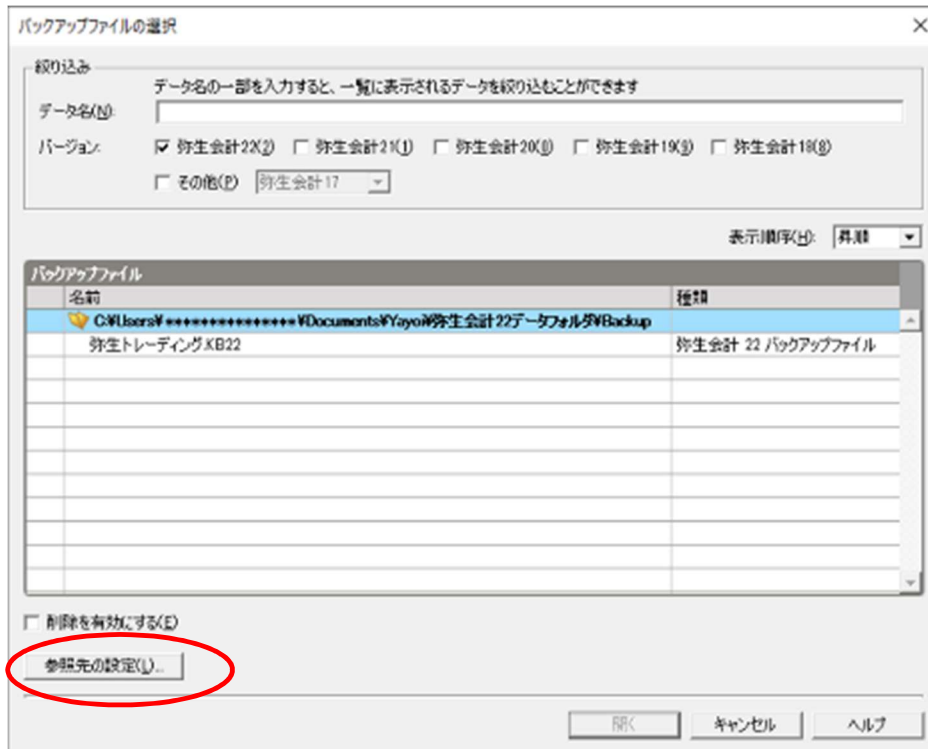 バックアップファイルの選択
絞り込み
データ名の一部を入力すると、一覧に表示されるデータを絞り込むことができます
データ名(N):
バージョン: 弥生会計22(2) 弥生会計21(1) 弥生会計20(0) 弥生会計19(9) 弥生会計18(8)
その他(P) 弥生会計17
表示順序(H): 昇順
バックアップファイル
名前 種類
C:¥Users¥***************¥Documents¥Yayoi¥弥生会計22データフォルダ¥Backup
弥生トレーディング.KB22 弥生会計 22 バックアップファイル
削除を有効にする(E)
参照先の設定(L)...
開く キャンセル ヘルプ